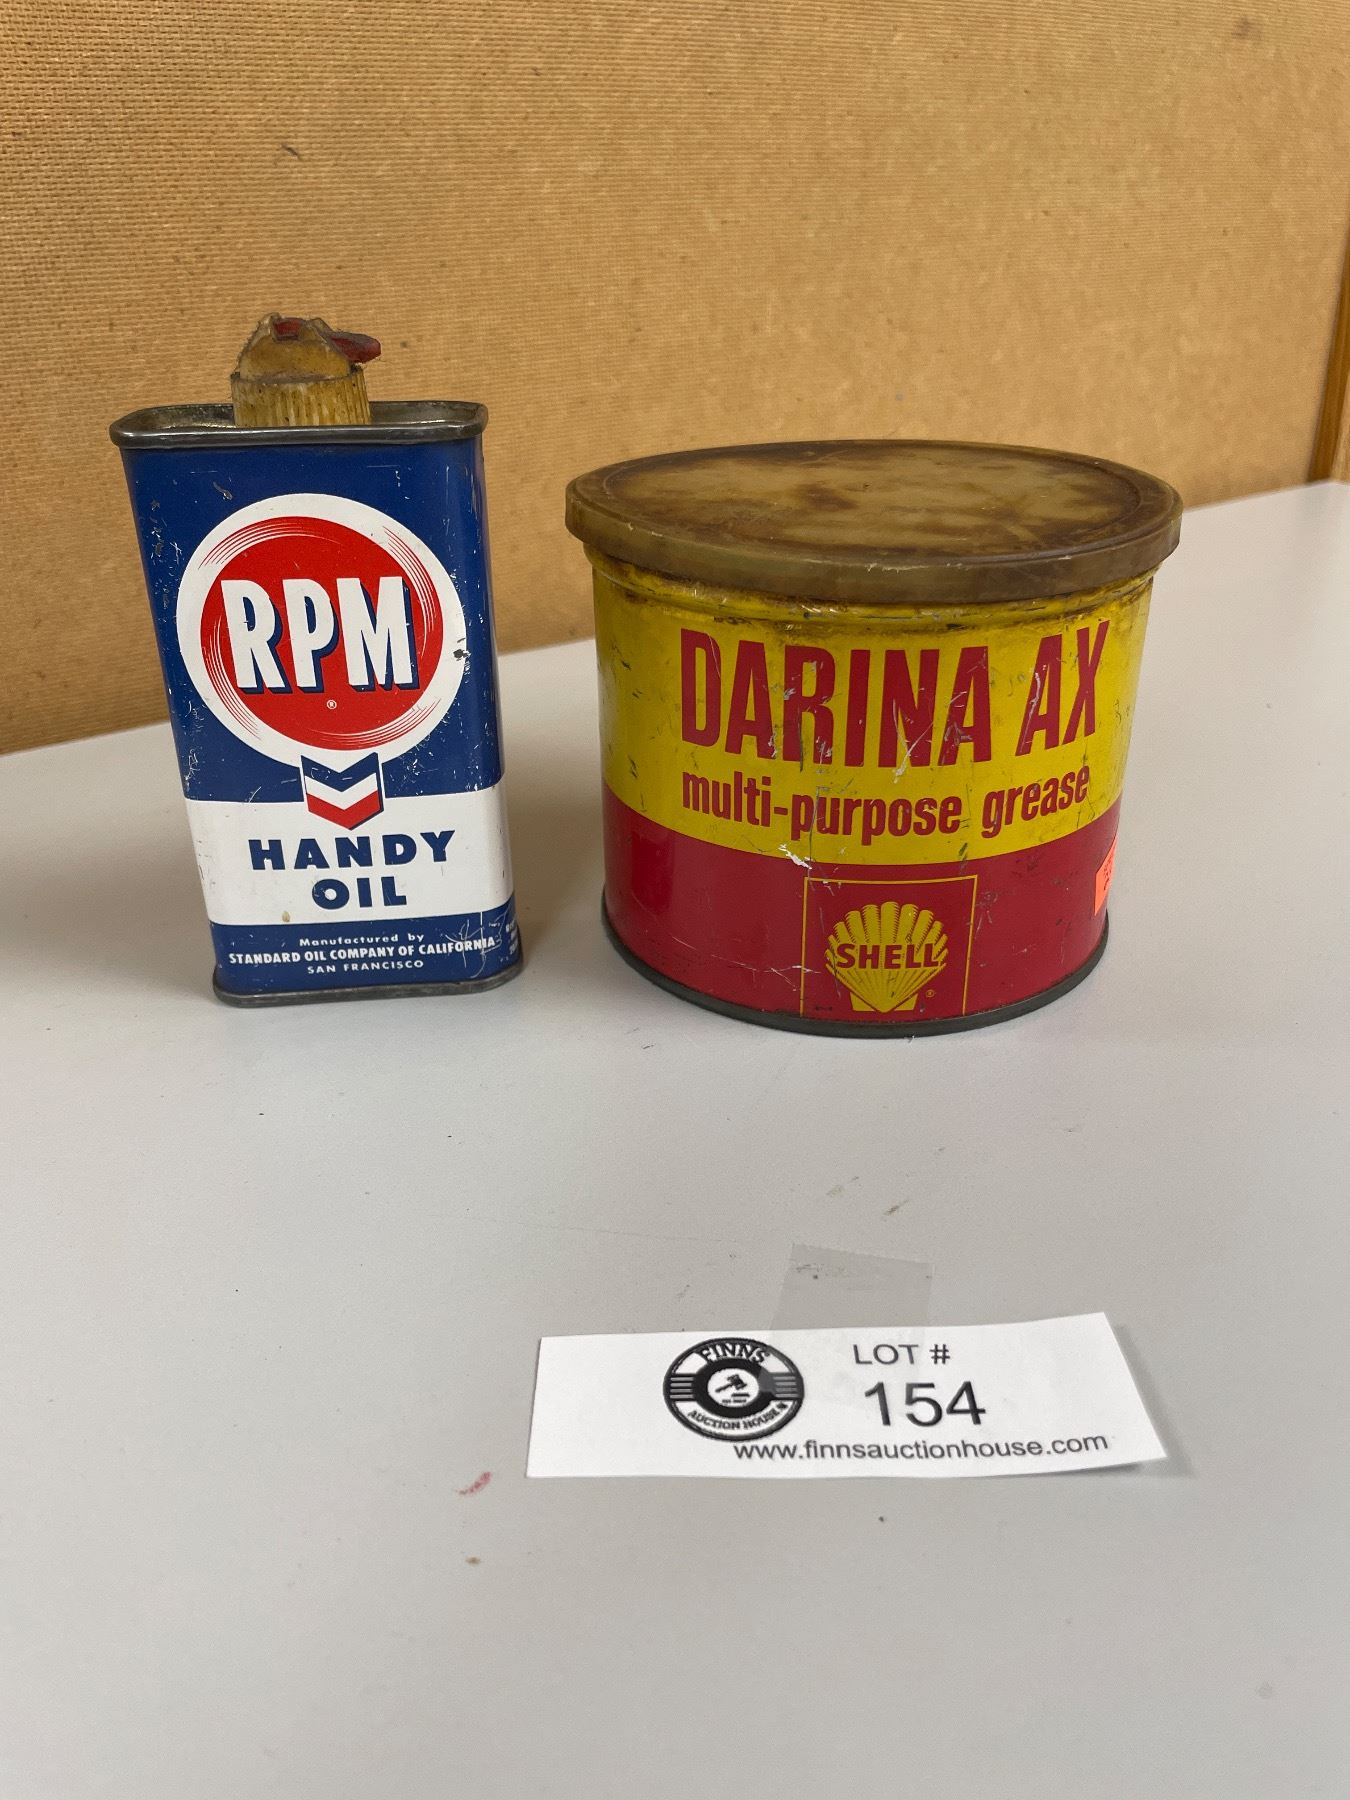 RPM
®
HANDY
OIL
Manufactured by
STANDARD OIL COMPANY OF CALIFORNIA
SAN FRANCISCO
DARINA AX
multi-purpose grease
SHELL
®
FINNS
AUCTION HOUSE
LOT #
154
www.finnsauctionhouse.com